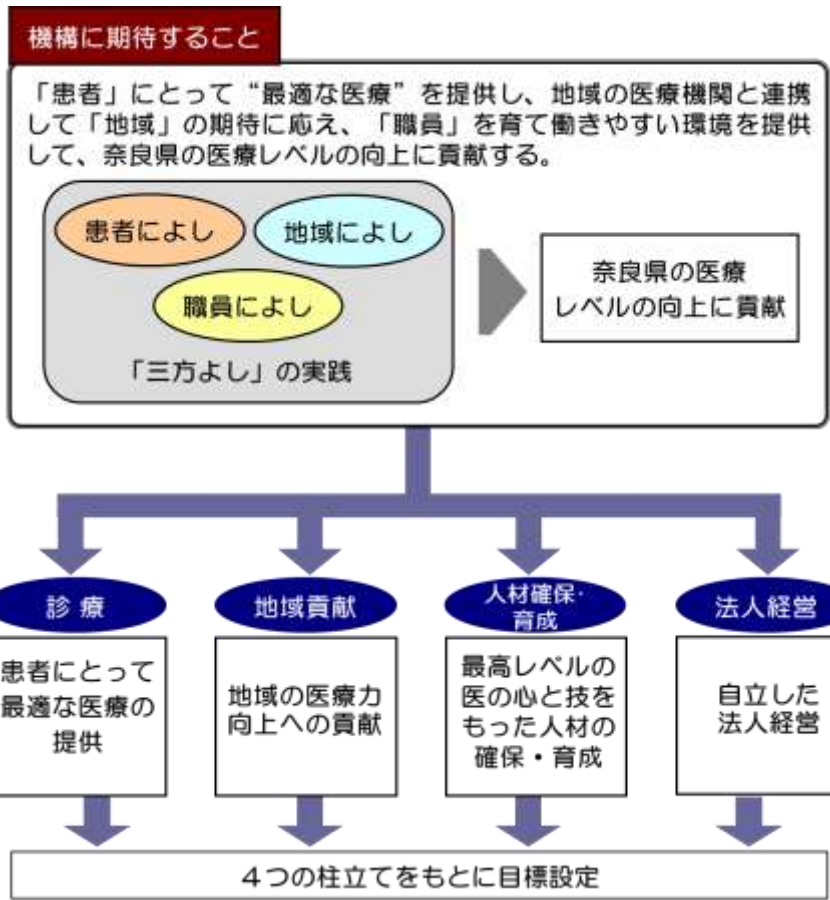 機構に期待すること
「患者」にとって“最適な医療”を提供し、地域の医療機関と連携
して「地域」の期待に応え、「職員」を育て働きやすい環境を提供
して、奈良県の医療レベルの向上に貢献する。
患者によし
地域によし
職員によし
「三方よし」の実践
奈良県の医療
レベルの向上に貢献
診 療
患者にとって
最適な医療の
提供
地域貢献
地域の医療力
向上への貢献
人材確保・
育成
最高レベルの
医の心と技を
もった人材の
確保・育成
法人経営
自立した
法人経営
4つの柱立てをもとに目標設定